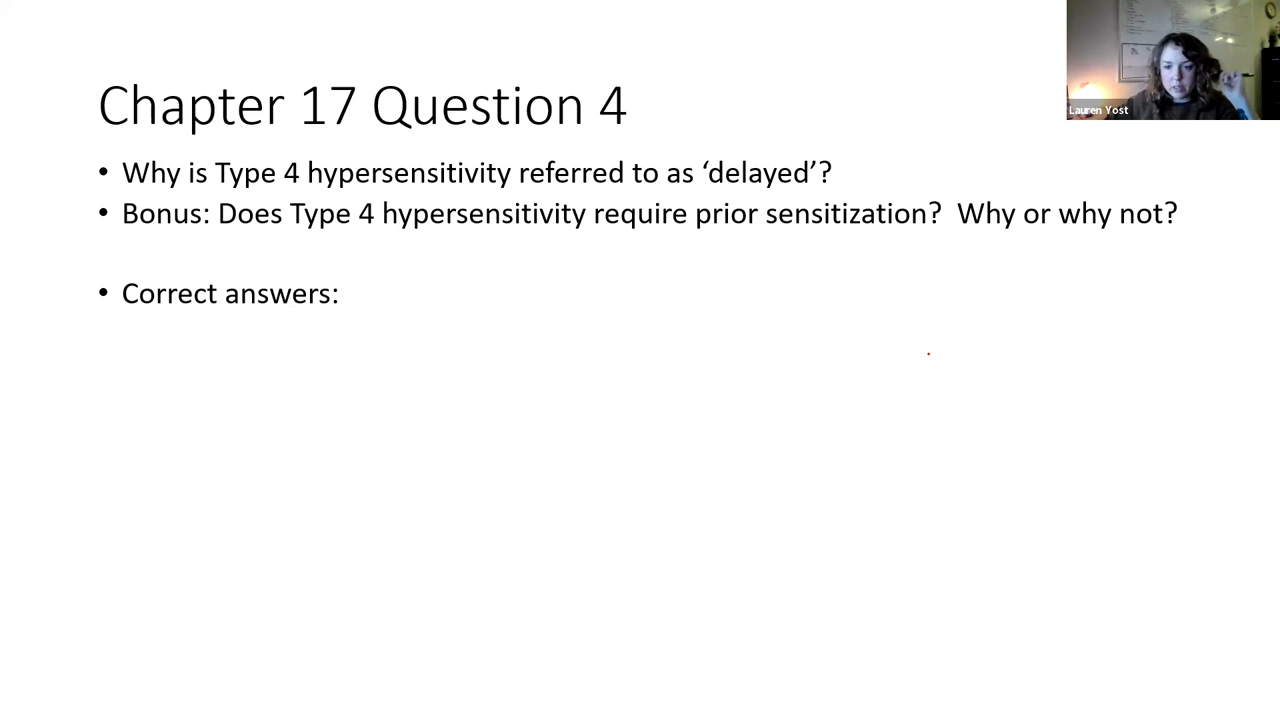 Chapter 17 Question 4
• Why is Type 4 hypersensitivity referred to as ‘delayed’?
• Bonus: Does Type 4 hypersensitivity require prior sensitization?  Why or why not?
• Correct answers:
Lauren Yost